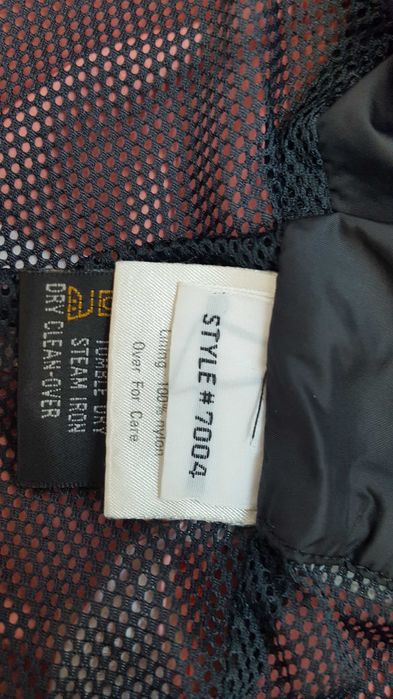 STYLE # 7004
Lining 100% nylon
Over For Care
TUMBLE DRY
STEAM IRON
DRY CLEAN OVER